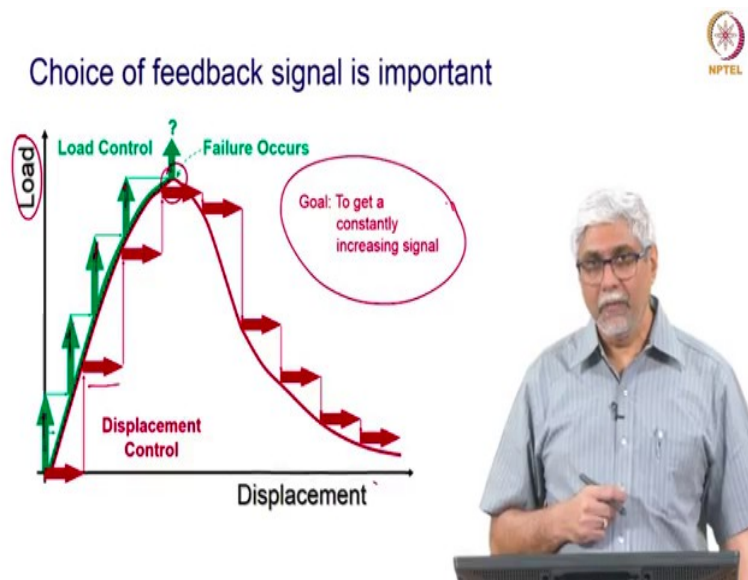 NPTEL
Choice of feedback signal is important
?
Load Control
Failure Occurs
Load
Goal: To get a
constantly
increasing signal
Displacement
Control
Displacement